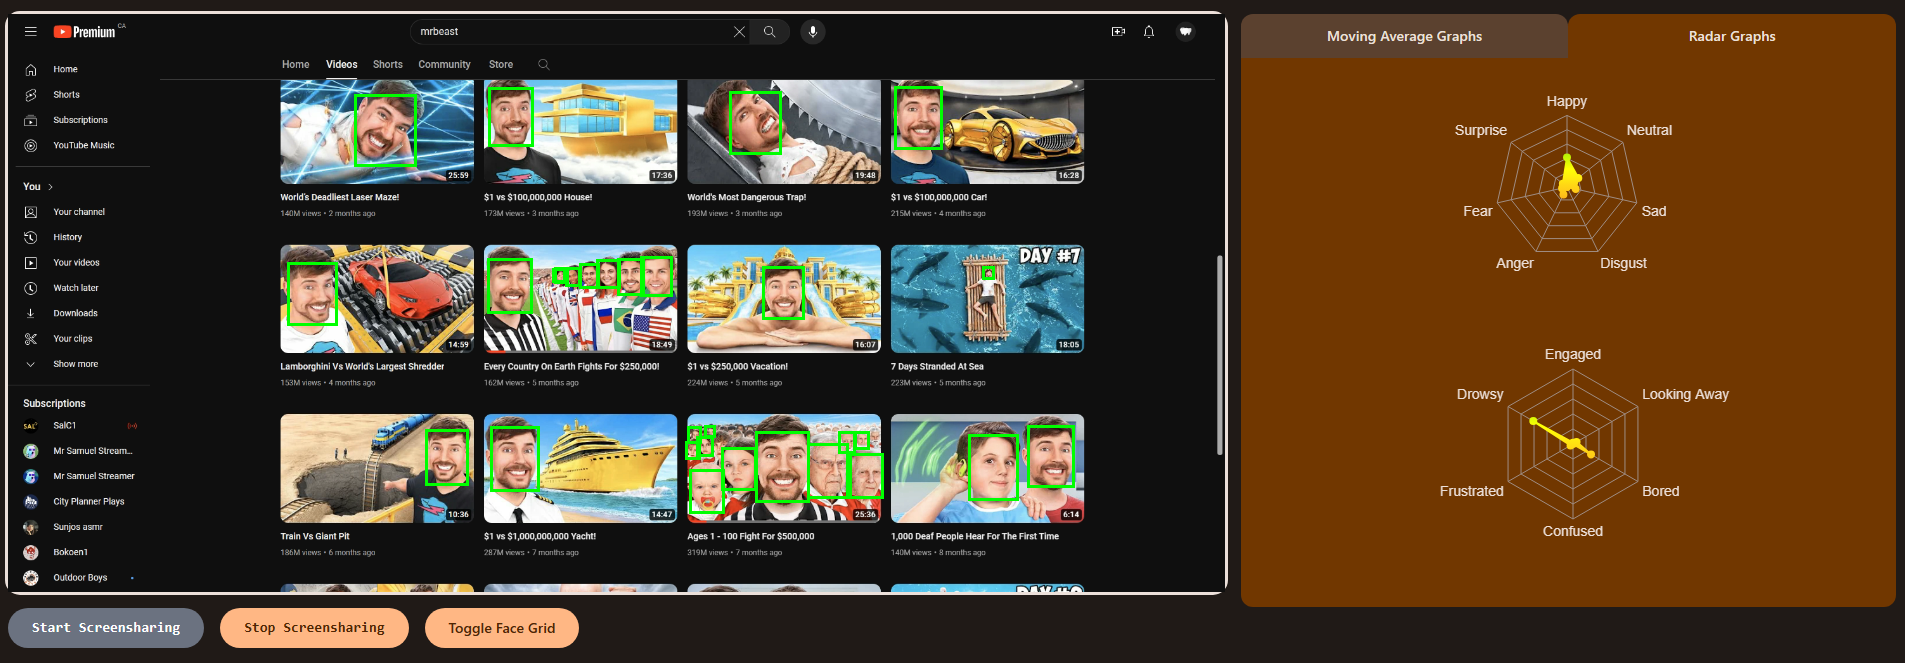 Premium CA
mrbeast
Home
Shorts
Subscriptions
YouTube Music
You
Your channel
History
Your videos
Watch later
Downloads
Your clips
Show more
Subscriptions
SalC1
Mr Samuel Stream...
Mr Samuel Streamer
City Planner Plays
Sunjos asmr
Bokoen1
Outdoor Boys
Home Videos Shorts Community Store
25:59
17:36
19:48
16:28
World's Deadliest Laser Maze!
140M views • 2 months ago
$1 vs $100,000,000 House!
173M views • 3 months ago
World's Most Dangerous Trap!
193M views • 3 months ago
$1 vs $100,000,000 Car!
215M views • 4 months ago
DAY #7
14:59
18:49
16:07
18:05
Lamborghini Vs World's Largest Shredder
153M views • 4 months ago
Every Country On Earth Fights For $250,000!
162M views • 5 months ago
$1 vs $250,000 Vacation!
224M views • 5 months ago
7 Days Stranded At Sea
223M views • 5 months ago
10:36
14:47
25:36
6:14
Train Vs Giant Pit
186M views • 6 months ago
$1 vs $1,000,000,000 Yacht!
287M views • 7 months ago
Ages 1 - 100 Fight For $500,000
319M views • 7 months ago
1,000 Deaf People Hear For The First Time
140M views • 8 months ago
Start Screensharing
Stop Screensharing
Toggle Face Grid
Moving Average Graphs
Radar Graphs
Happy
Surprise
Neutral
Fear
Sad
Anger
Disgust
Engaged
Drowsy
Looking Away
Frustrated
Bored
Confused